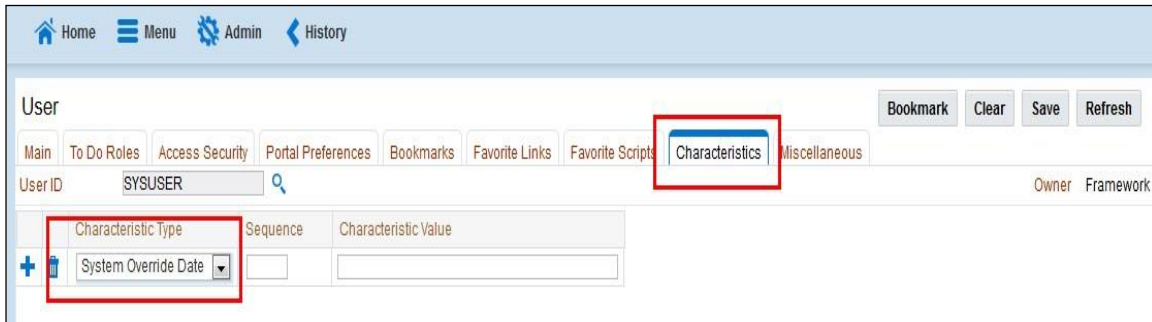 Home Menu Admin History
User Bookmark Clear Save Refresh
Main To Do Roles Access Security Portal Preferences Bookmarks Favorite Links Favorite Scripts Characteristics Miscellaneous
User ID SYSUSER Owner Framework
Characteristic Type Sequence Characteristic Value
System Override Date